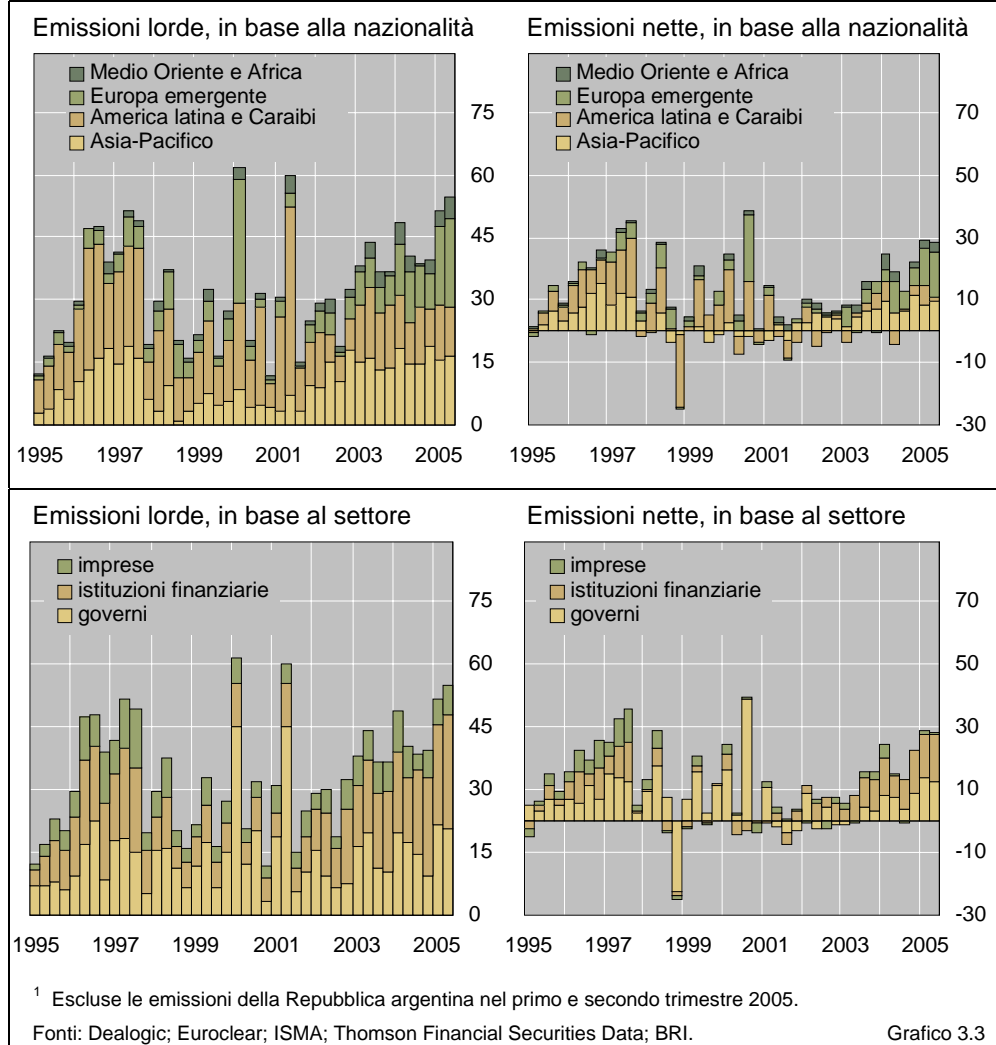 Emissioni lorde, in base alla nazionalità
Medio Oriente e Africa
Europa emergente
America latina e Caraibi
Asia-Pacifico
75
60
45
30
15
0
1995 1997 1999 2001 2003 2005
Emissioni nette, in base alla nazionalità
Medio Oriente e Africa
Europa emergente
America latina e Caraibi
Asia-Pacifico
70
50
30
10
-10
-30
1995 1997 1999 2001 2003 2005
Emissioni lorde, in base al settore
imprese
istituzioni finanziarie
governi
75
60
45
30
15
0
1995 1997 1999 2001 2003 2005
Emissioni nette, in base al settore
imprese
istituzioni finanziarie
governi
70
50
30
10
-10
-30
1995 1997 1999 2001 2003 2005
1 Escluse le emissioni della Repubblica argentina nel primo e secondo trimestre 2005.
Fonti: Dealogic; Euroclear; ISMA; Thomson Financial Securities Data; BRI. Grafico 3.3